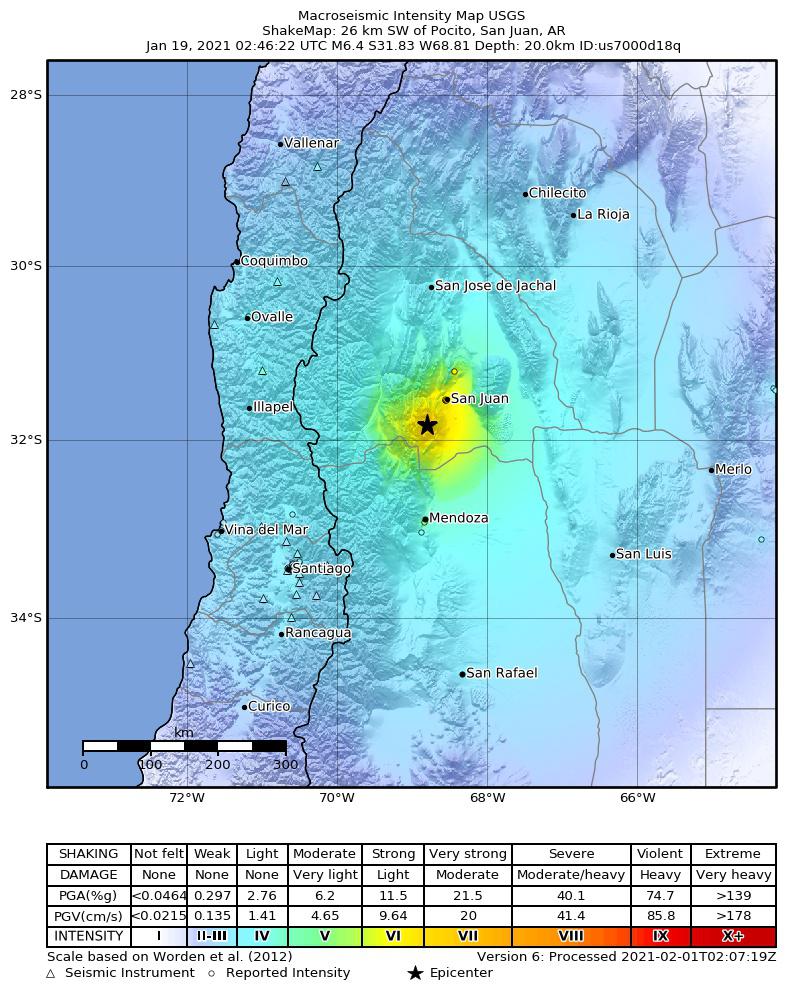 Macroseismic Intensity Map USGS
ShakeMap: 26 km SW of Pocito, San Juan, AR
Jan 19, 2021 02:46:22 UTC M6.4 S31.83 W68.81 Depth: 20.0km ID:us7000d18q
28°S
Vallenar
Chilecito
La Rioja
Coquimbo
30°S
San Jose de Jachal
Ovalle
San Juan
Illapel
32°S
Merlo
Mendoza
Vina del Mar
San Luis
Santiago
34°S
Rancagua
San Rafael
Curico
km
0 100 200 300
72°W 70°W 68°W 66°W
SHAKING Not felt Weak Light Moderate Strong Very strong Severe Violent Extreme
DAMAGE None None None Very light Light Moderate Moderate/heavy Heavy Very heavy
PGA(%g) <0.0464 0.297 2.76 6.2 11.5 21.5 40.1 74.7 >139
PGV(cm/s) <0.0215 0.135 1.41 4.65 9.64 20 41.4 85.8 >178
INTENSITY I II-III IV V VI VII VIII IX X+
Scale based on Worden et al. (2012) Version 6: Processed 2021-02-01T02:07:19Z
△ Seismic Instrument ○ Reported Intensity ★ Epicenter